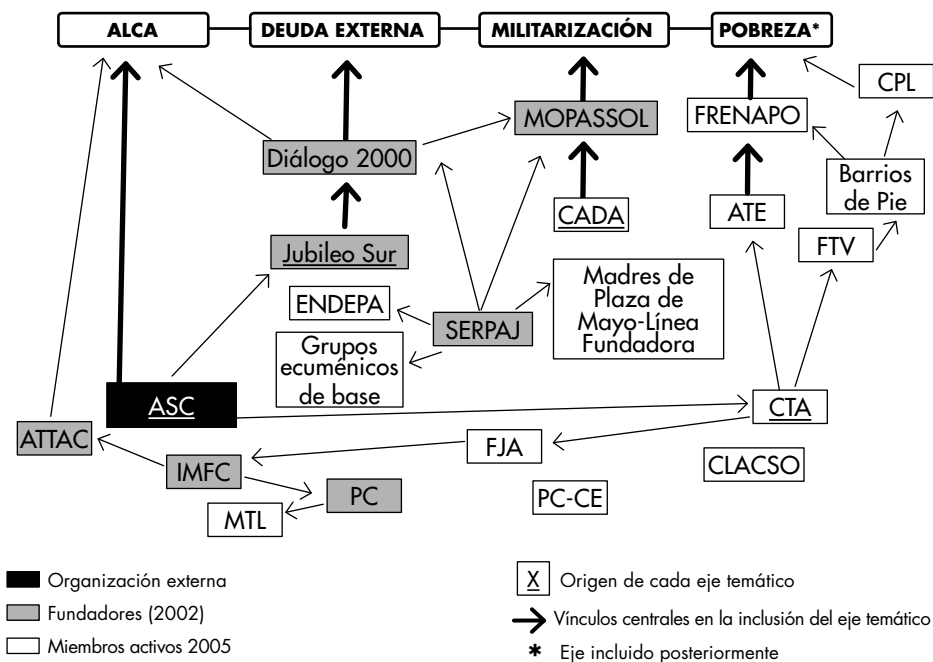 ALCA
DEUDA EXTERNA
MILITARIZACIÓN
POBREZA*
CPL
MOPASSOL
FRENAPO
Diálogo 2000
Barrios
de Pie
CADA
ATE
FTV
Jubileo Sur
Madres de
Plaza de
Mayo-Línea
Fundadora
ENDEPA
SERPAJ
Grupos
ecuménicos
de base
ASC
CTA
ATTAC
FJA
CLACSO
IMFC
PC
PC-CE
MTL
Organización externa
Fundadores (2002)
Miembros activos 2005
X Origen de cada eje temático
Vínculos centrales en la inclusión del eje temático
* Eje incluido posteriormente